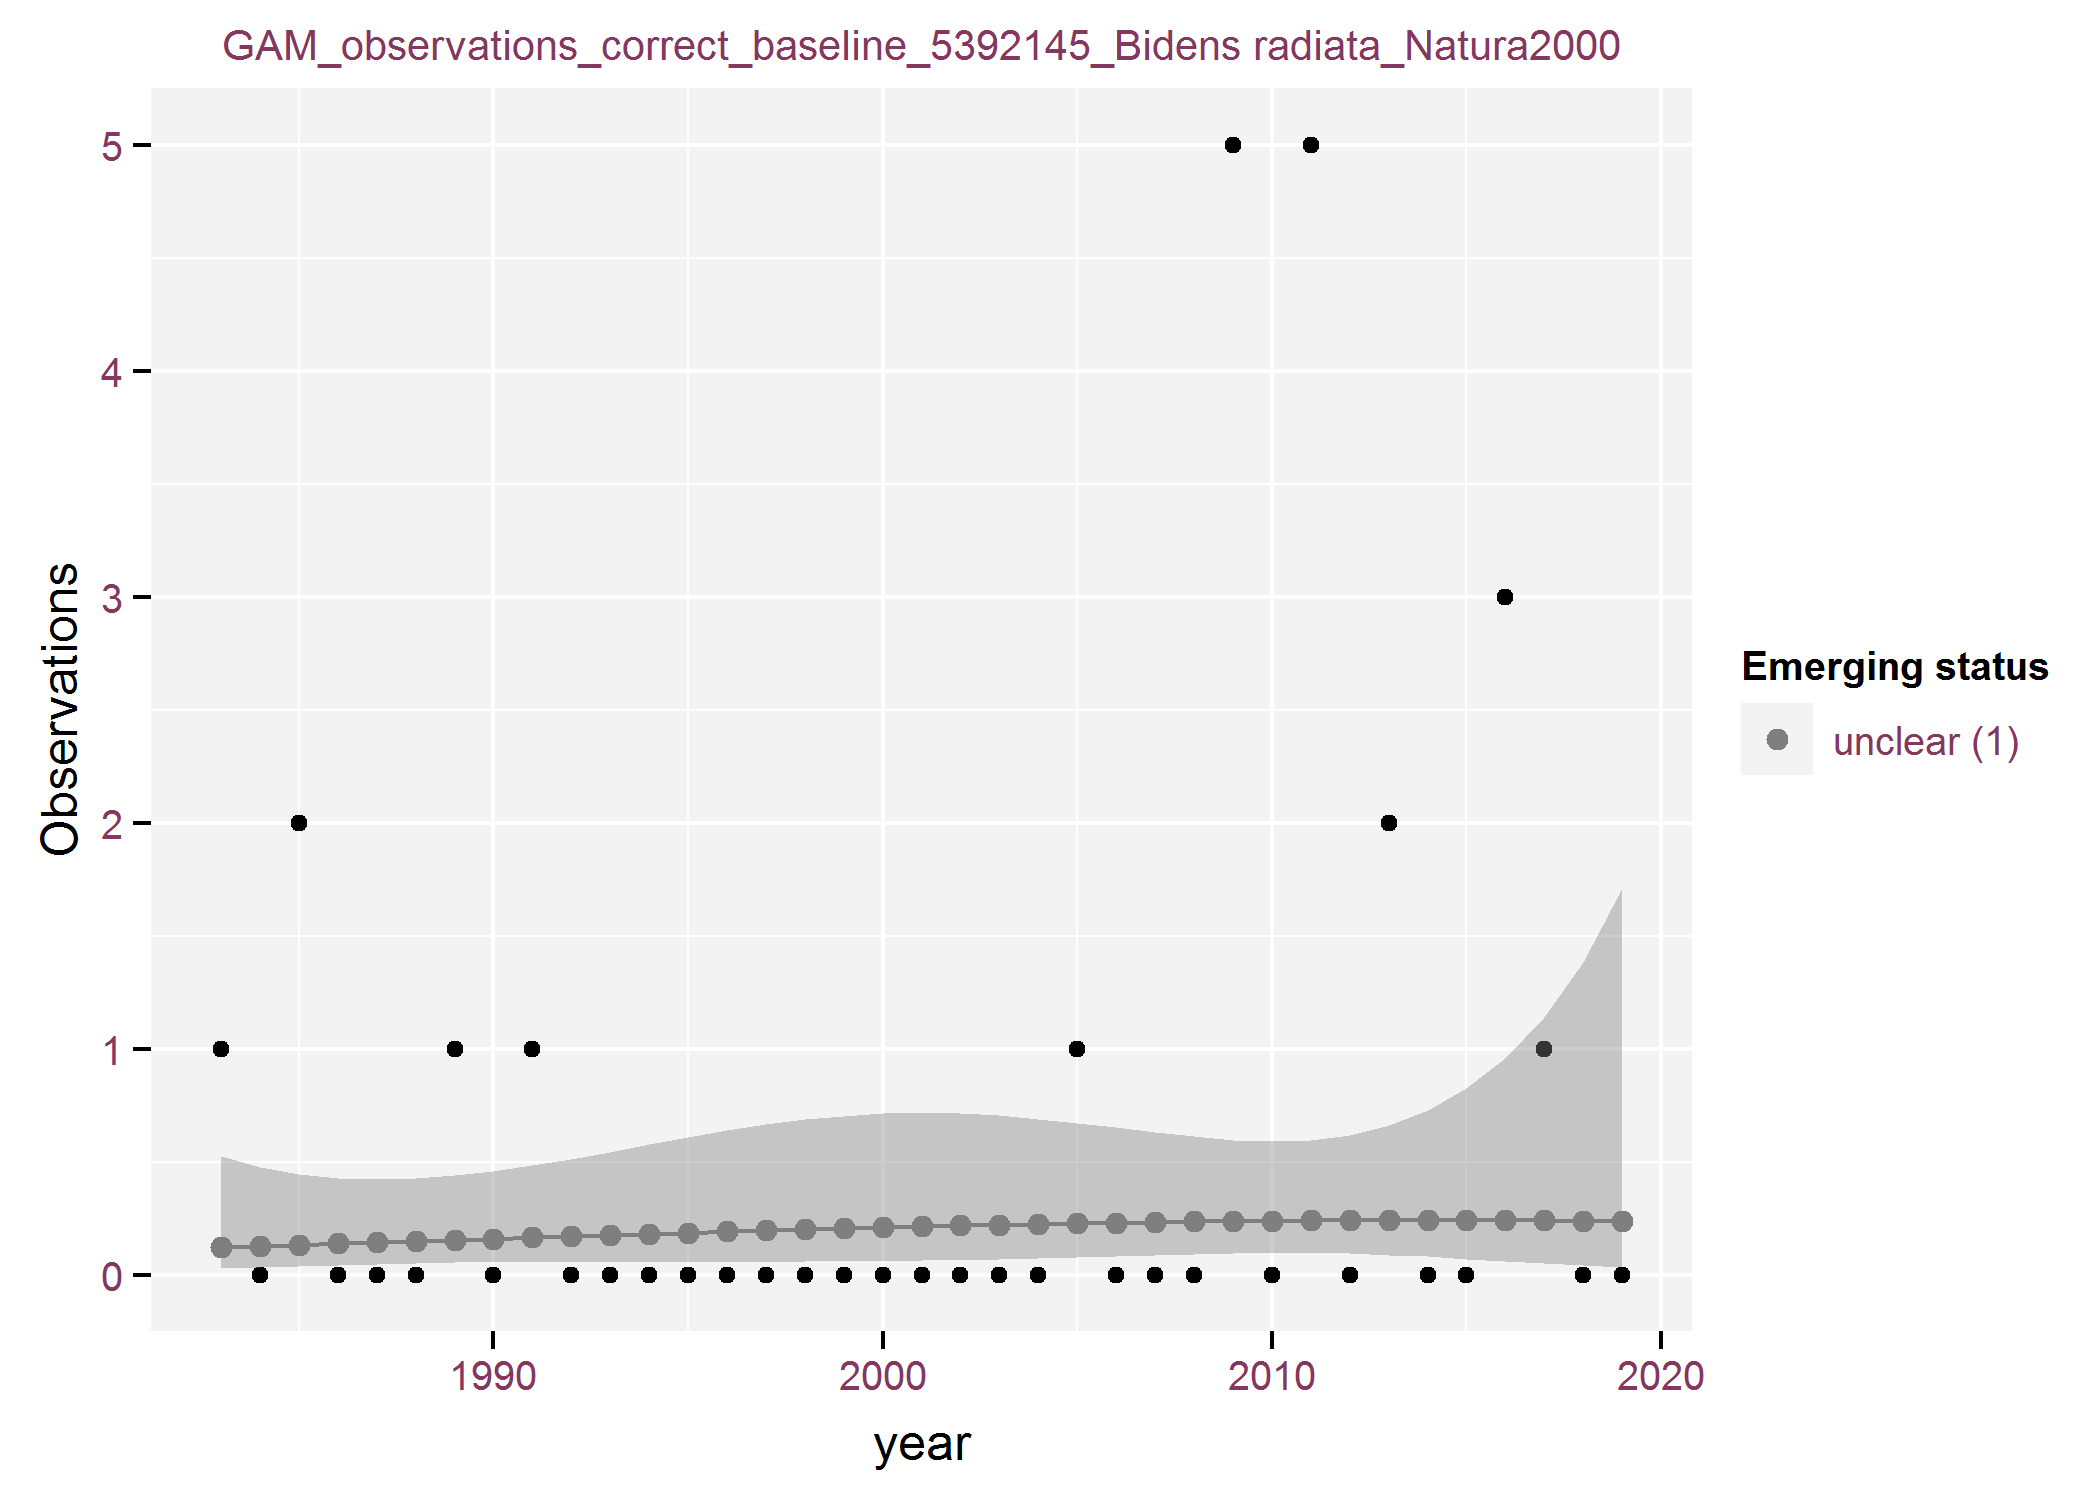 GAM_observations_correct_baseline_5392145_Bidens radiata_Natura2000
5
4
3
2
1
0
Observations
1990 2000 2010 2020
year
Emerging status
unclear (1)